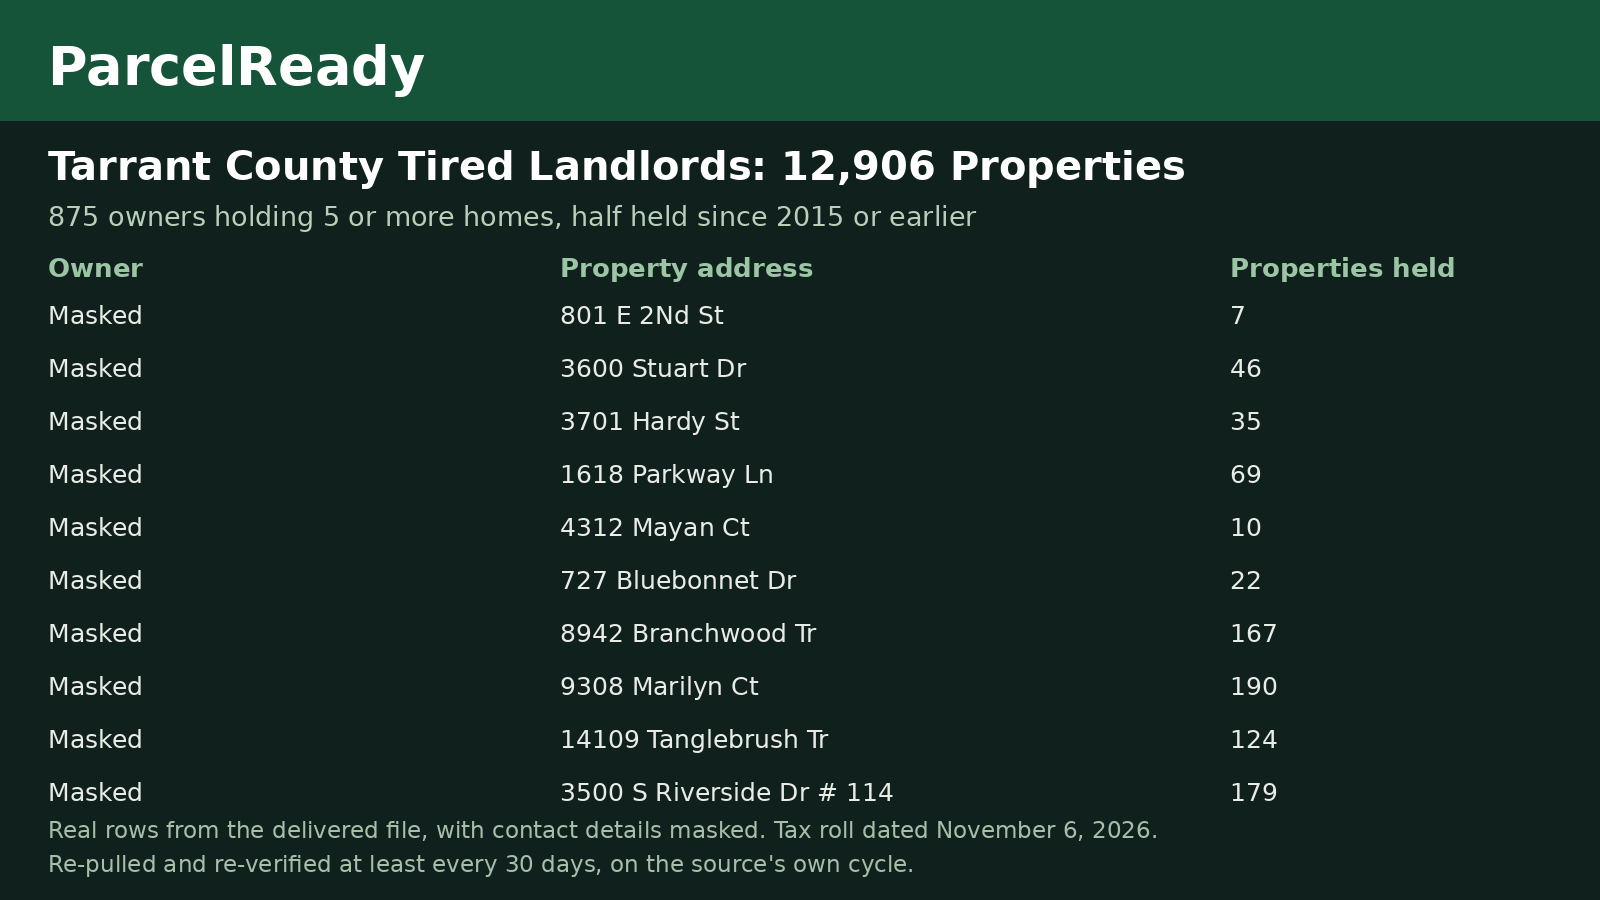 ParcelReady
Tarrant County Tired Landlords: 12,906 Properties
875 owners holding 5 or more homes, half held since 2015 or earlier
Owner Property address Properties held
Masked 801 E 2Nd St 7
Masked 3600 Stuart Dr 46
Masked 3701 Hardy St 35
Masked 1618 Parkway Ln 69
Masked 4312 Mayan Ct 10
Masked 727 Bluebonnet Dr 22
Masked 8942 Branchwood Tr 167
Masked 9308 Marilyn Ct 190
Masked 14109 Tanglebrush Tr 124
Masked 3500 S Riverside Dr # 114 179
Real rows from the delivered file, with contact details masked. Tax roll dated November 6, 2026.
Re-pulled and re-verified at least every 30 days, on the source's own cycle.